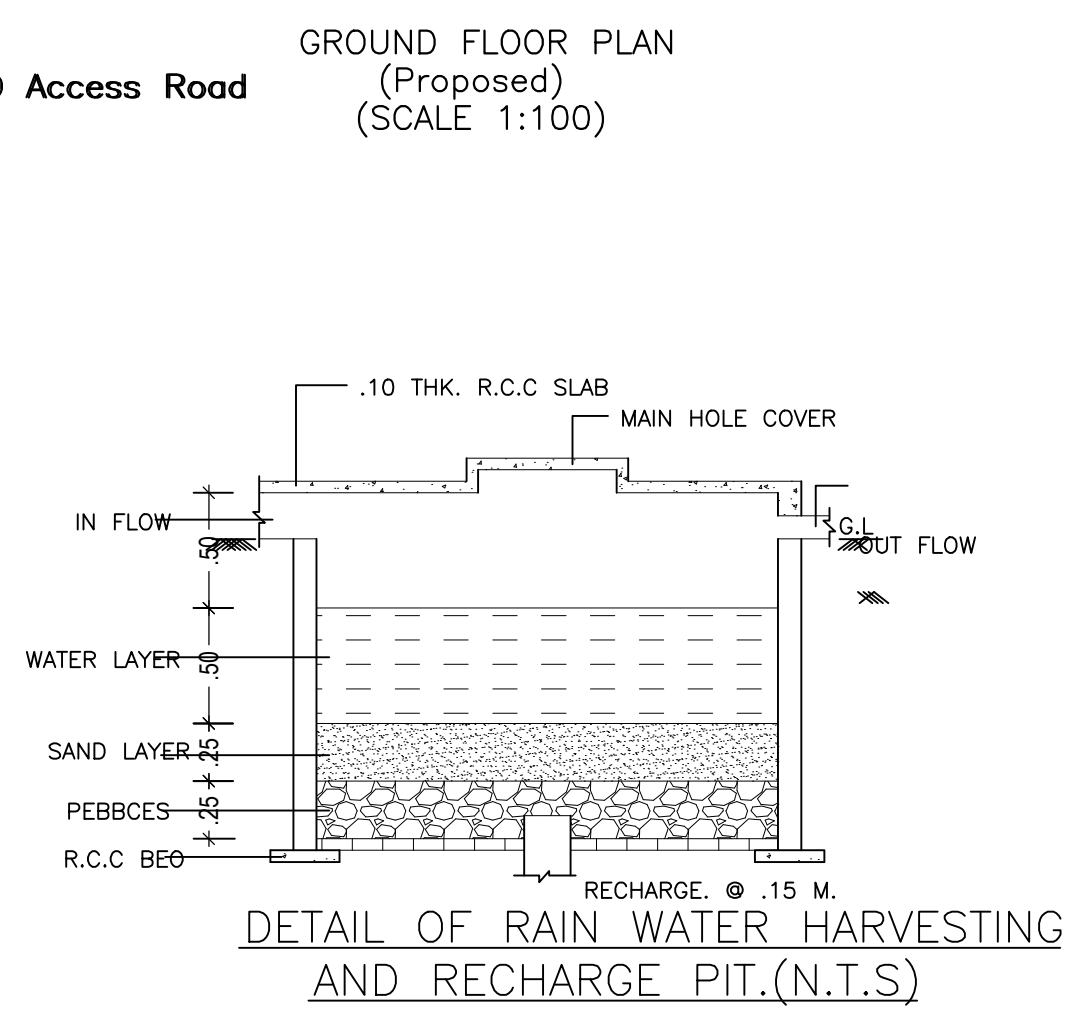 GROUND FLOOR PLAN
(Proposed)
(SCALE 1:100)
Access Road
.10 THK. R.C.C SLAB
MAIN HOLE COVER
IN FLOW
.50
G.L
OUT FLOW
WATER LAYER
.50
SAND LAYER
.25
PEBBCES
.25
R.C.C BEO
RECHARGE. @ .15 M.
DETAIL OF RAIN WATER HARVESTING
AND RECHARGE PIT.(N.T.S)